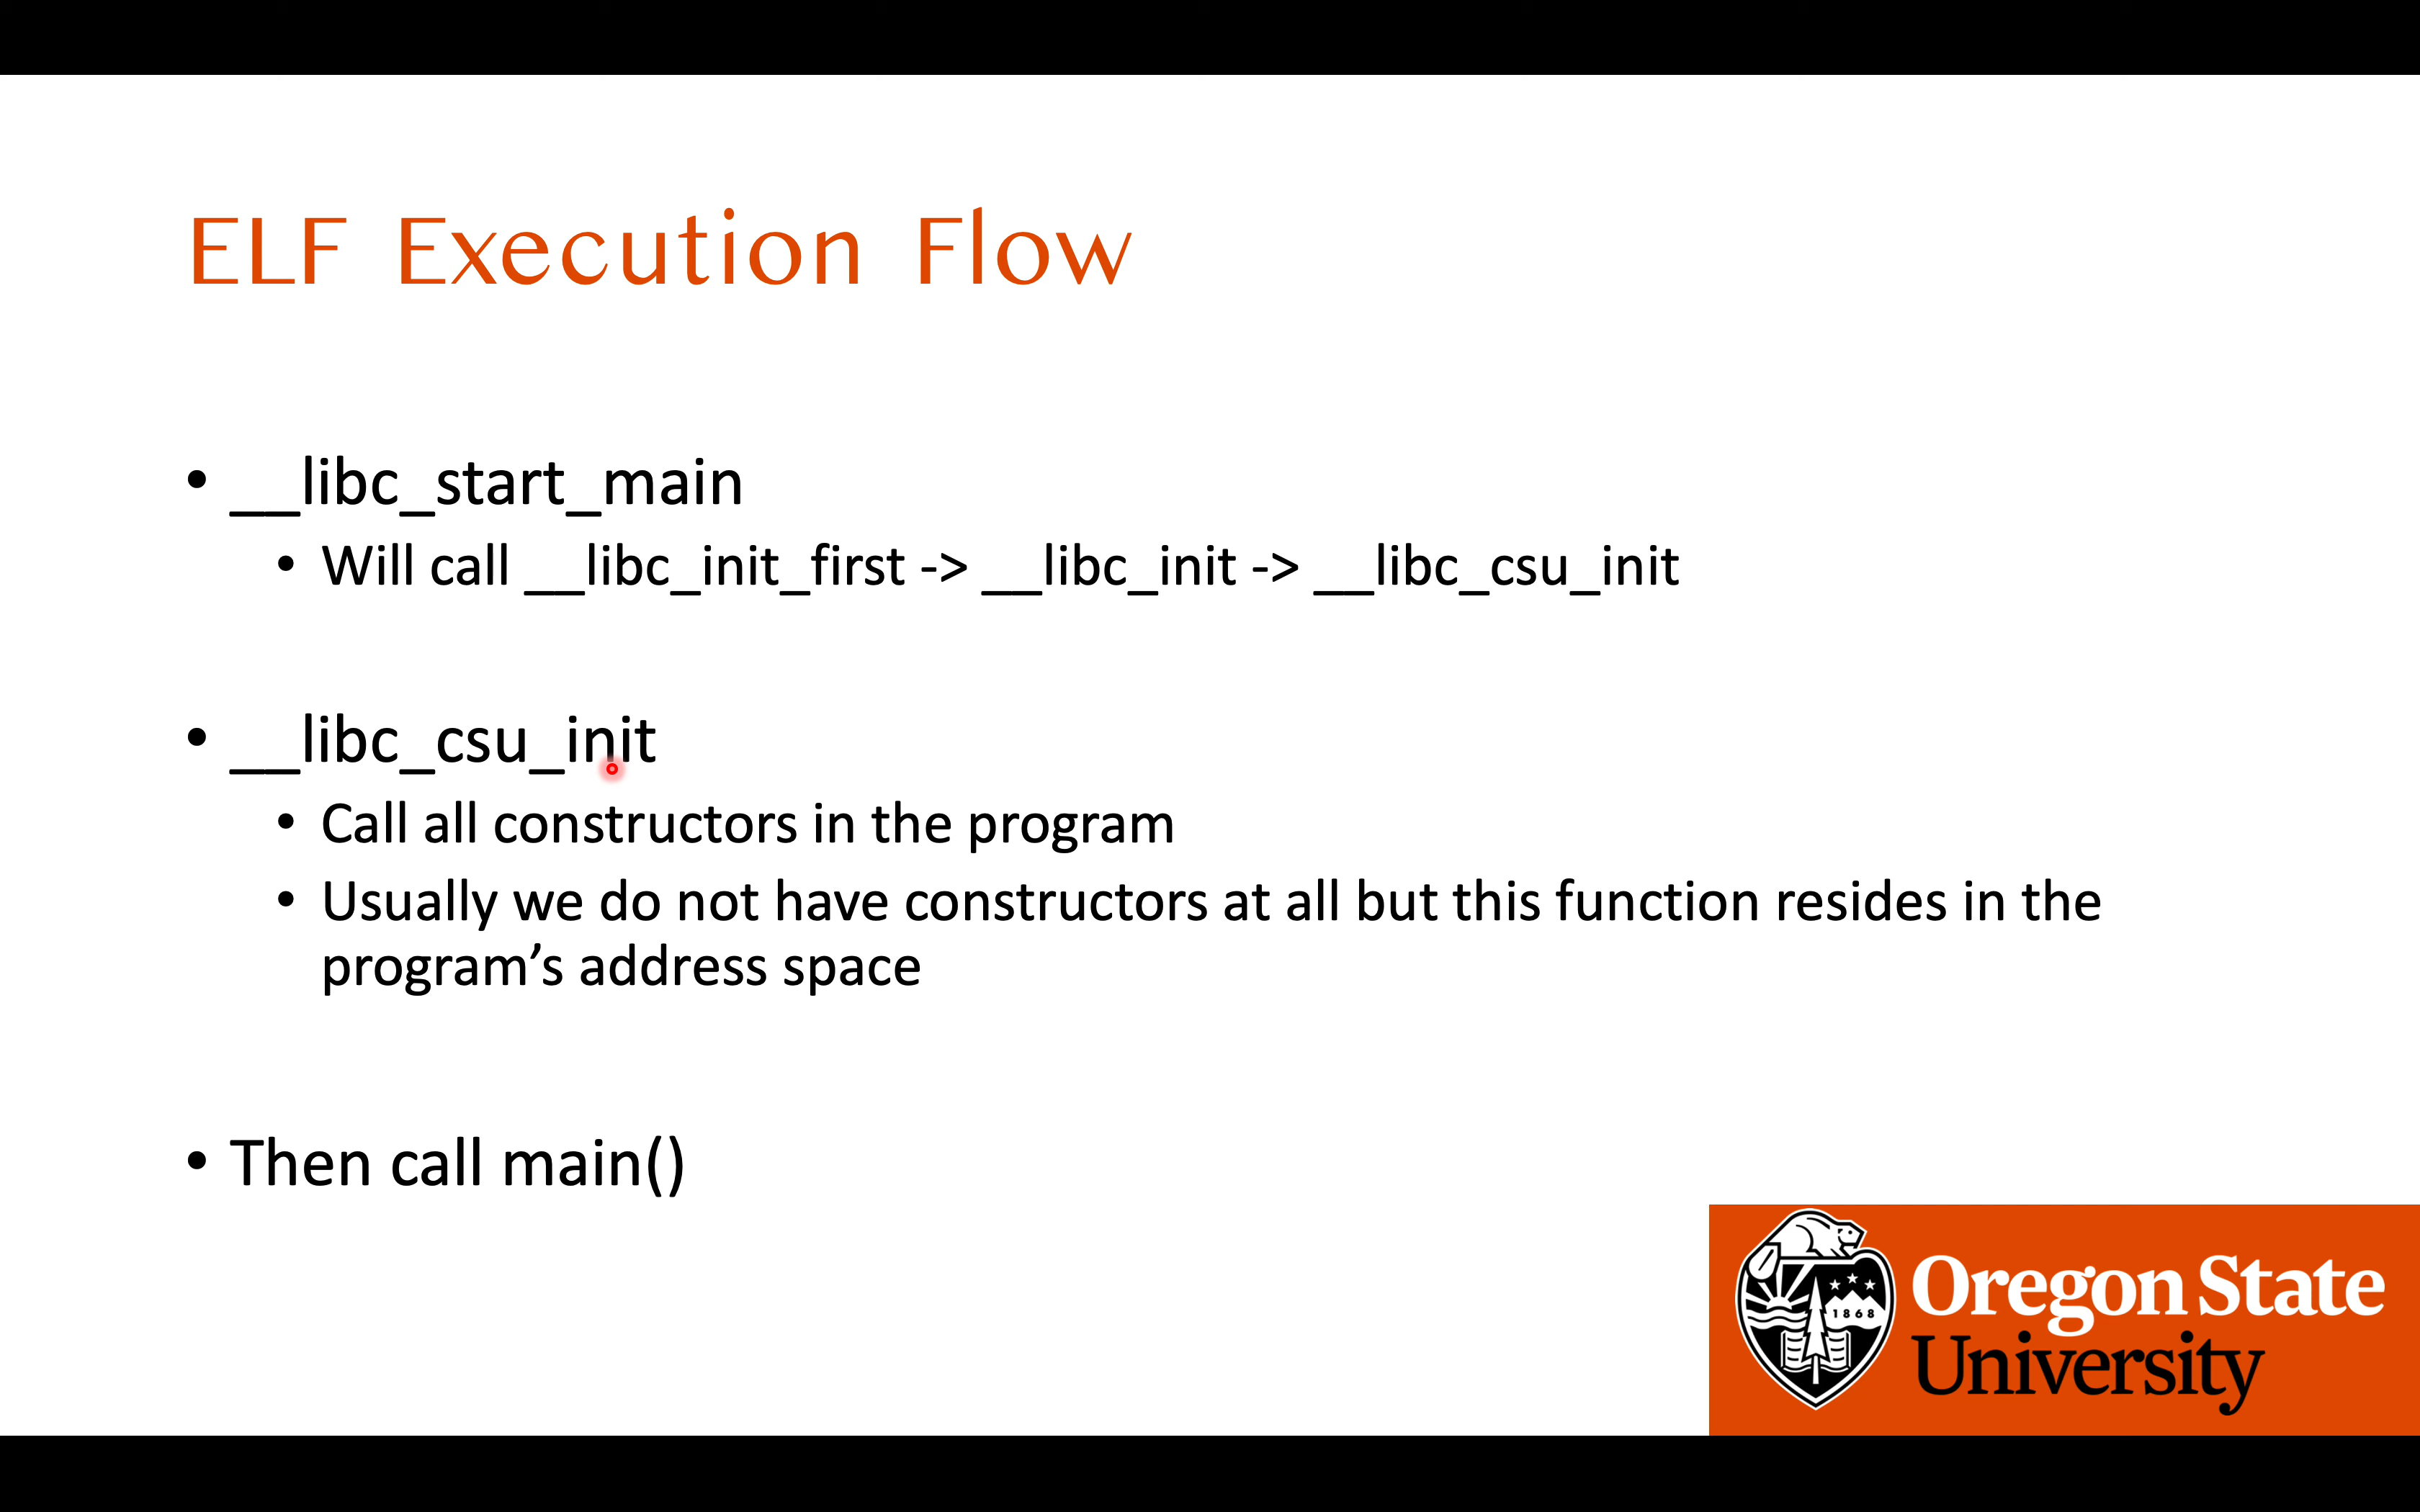 ELF Execution Flow
• __libc_start_main
• Will call __libc_init_first -> __libc_init -> __libc_csu_init
• __libc_csu_init
• Call all constructors in the program
• Usually we do not have constructors at all but this function resides in the
program’s address space
• Then call main()
1868
Oregon State
University